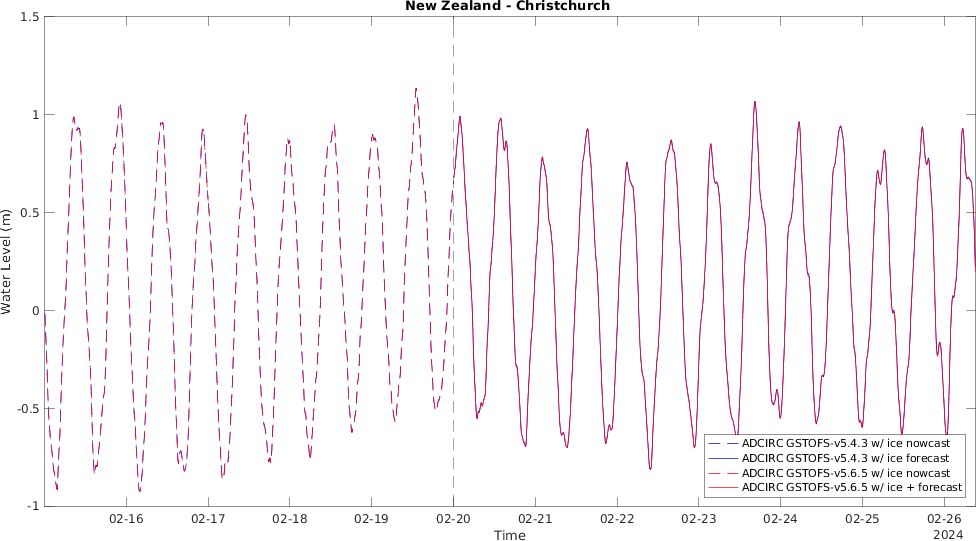 New Zealand - Christchurch
1.5
1
0.5
0
-0.5
-1
Water Level (m)
02-16
02-17
02-18
02-19
02-20
02-21
02-22
02-23
02-24
02-25
02-26
2024
Time
ADCIRC GSTOFS-v5.4.3 w/ ice nowcast
ADCIRC GSTOFS-v5.4.3 w/ ice forecast
ADCIRC GSTOFS-v5.6.5 w/ ice nowcast
ADCIRC GSTOFS-v5.6.5 w/ ice + forecast